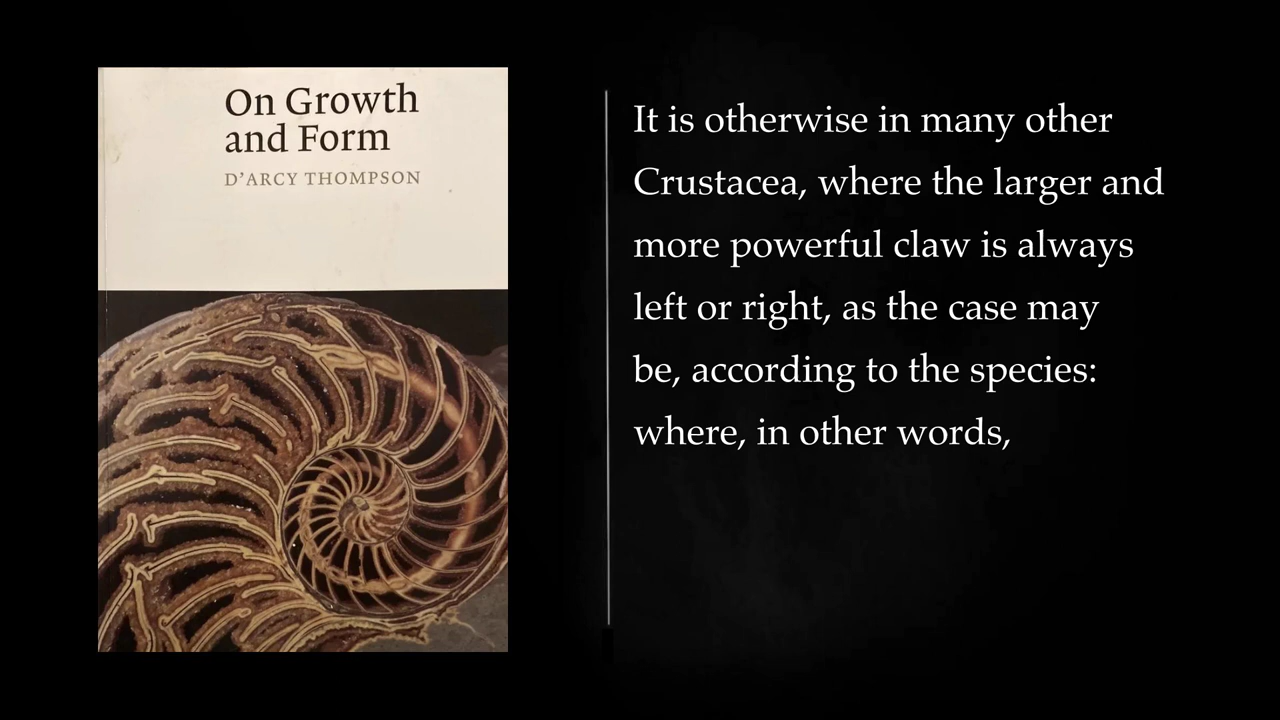 On Growth
and Form
D'ARCY THOMPSON
It is otherwise in many other
Crustacea, where the larger and
more powerful claw is always
left or right, as the case may
be, according to the species:
where, in other words,